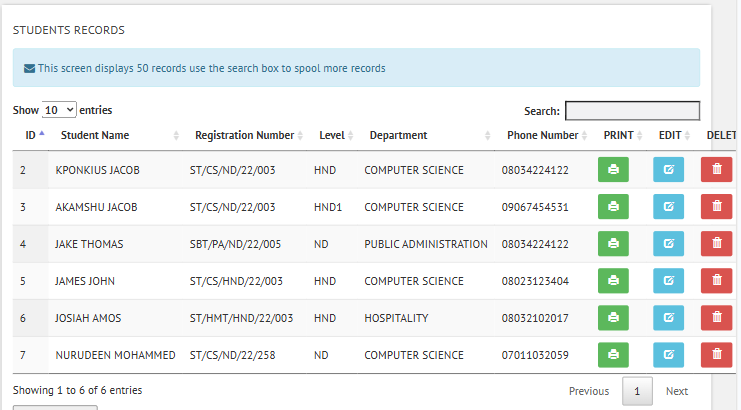 STUDENTS RECORDS
This screen displays 50 records use the search box to spool more records
Show 10 entries Search:
ID Student Name Registration Number Level Department Phone Number PRINT EDIT DELET
2 KPONKIUS JACOB ST/CS/ND/22/003 HND COMPUTER SCIENCE 08034224122
3 AKAMSHU JACOB ST/CS/ND/22/003 HND1 COMPUTER SCIENCE 09067454531
4 JAKE THOMAS SBT/PA/ND/22/005 ND PUBLIC ADMINISTRATION 08034224122
5 JAMES JOHN ST/CS/HND/22/003 HND COMPUTER SCIENCE 08023123404
6 JOSIAH AMOS ST/HMT/HND/22/003 HND HOSPITALITY 08032102017
7 NURUDEEN MOHAMMED ST/CS/ND/22/258 ND COMPUTER SCIENCE 07011032059
Showing 1 to 6 of 6 entries Previous 1 Next